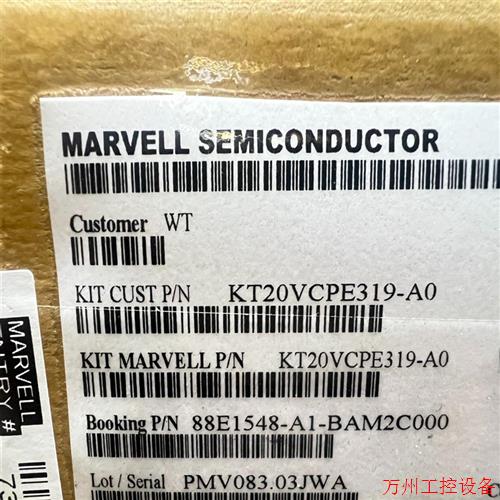 MARVELL SEMICONDUCTOR
Customer WT
KIT CUST P/N KT20VCPE319-A0
KIT MARVELL P/N KT20VCPE319-A0
Booking P/N 88E1548-A1-BAM2C000
Lot / Serial PMV083.03JWA
MARVELL
ENTRY #
万州工控设备